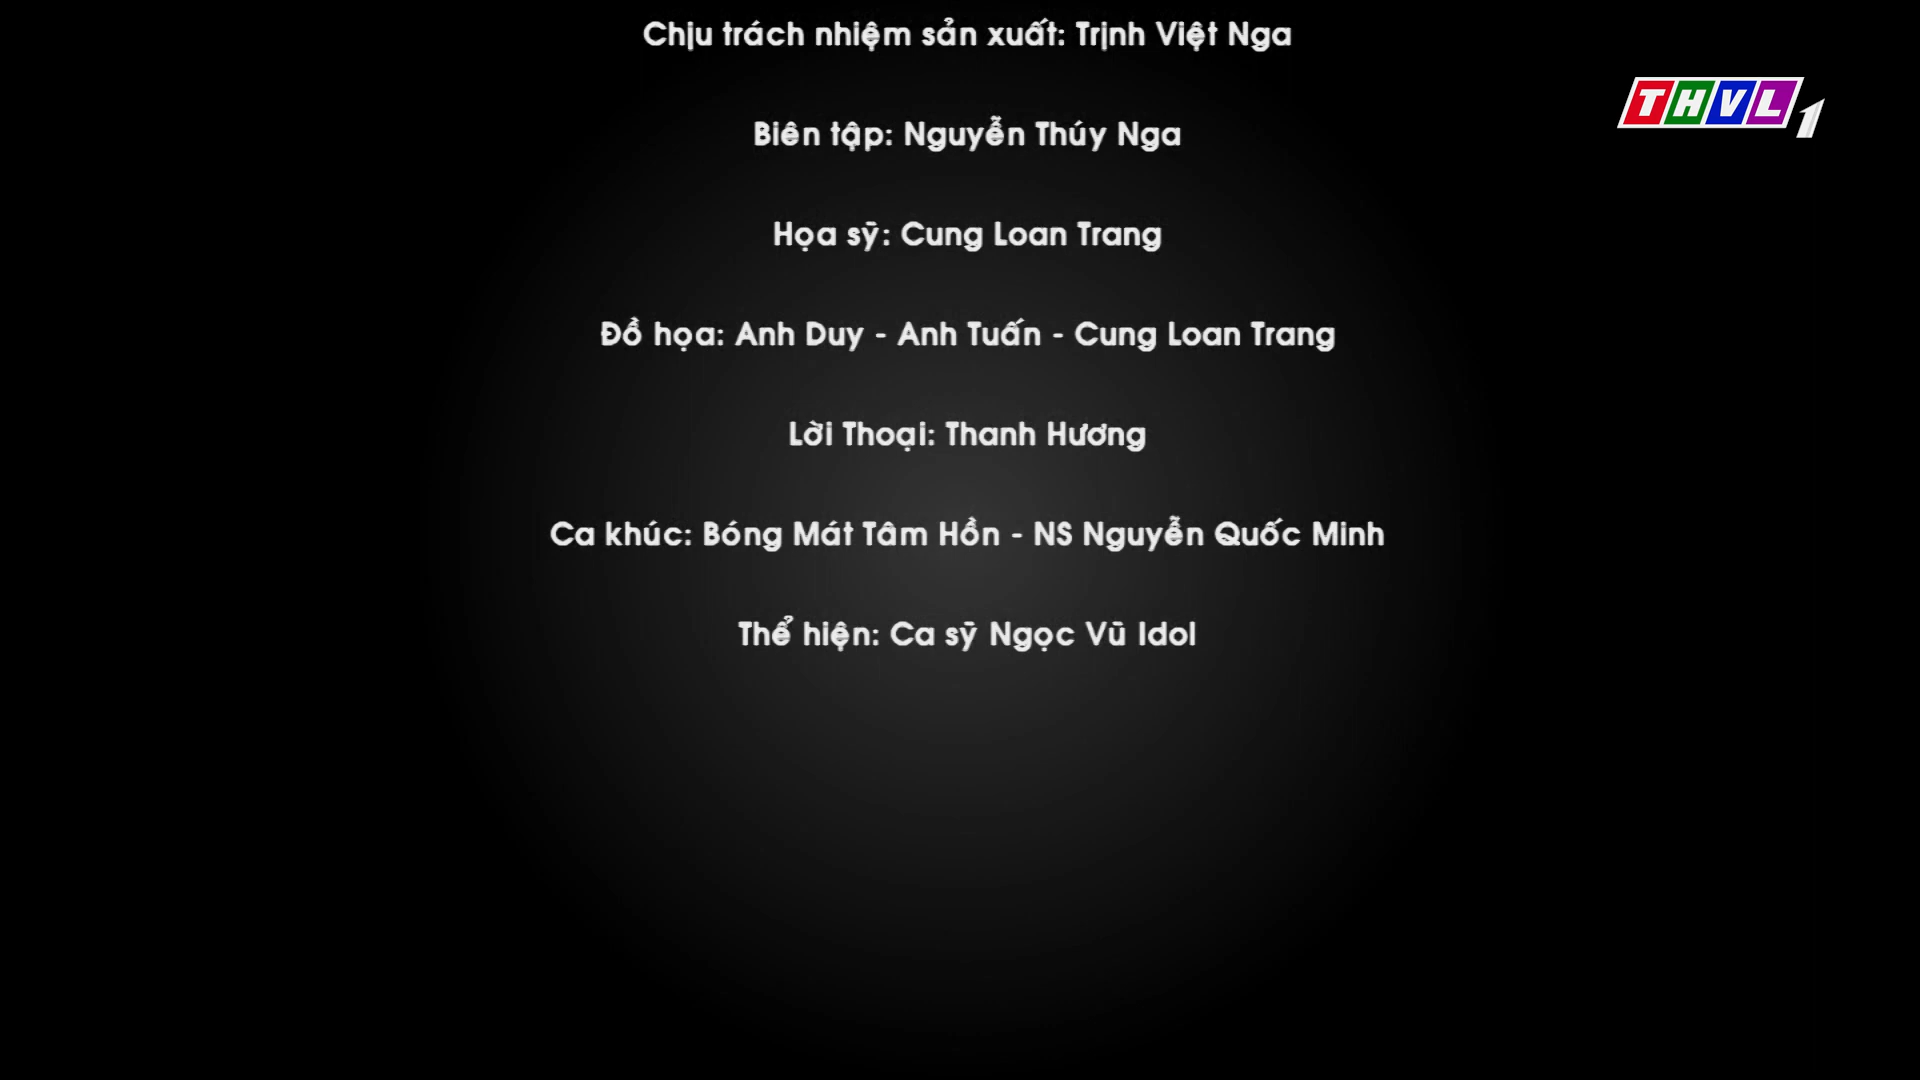 Chịu trách nhiệm sản xuất: Trịnh Việt Nga
THVL1
Biên tập: Nguyễn Thúy Nga
Họa sỹ: Cung Loan Trang
Đồ họa: Anh Duy - Anh Tuấn - Cung Loan Trang
Lời Thoại: Thanh Hương
Ca khúc: Bóng Mát Tâm Hồn - NS Nguyễn Quốc Minh
Thể hiện: Ca sỹ Ngọc Vũ Idol